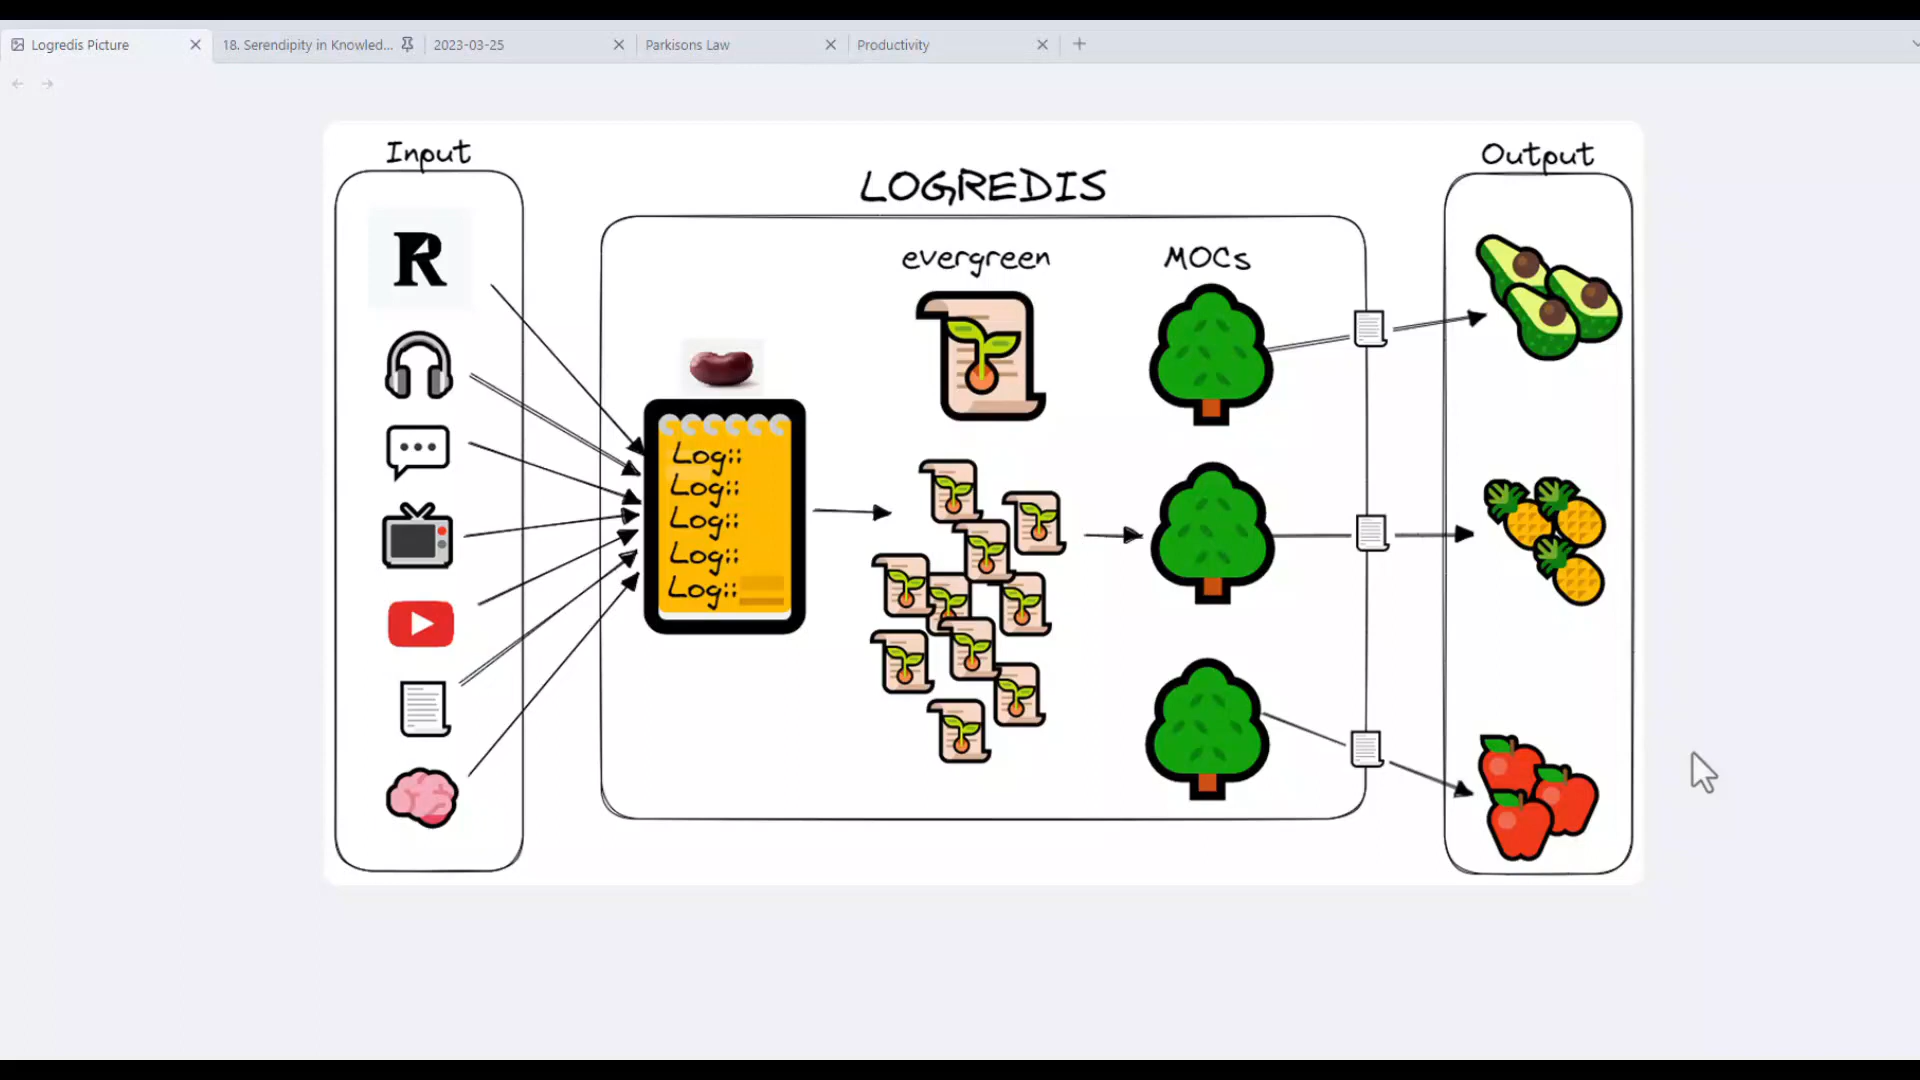 Logredis Picture
18. Serendipity in Knowled...
2023-03-25
Parkisons Law
Productivity
Input
LOGREDIS
Output
evergreen
MOCs
R
Log::
Log::
Log::
Log::
Log::